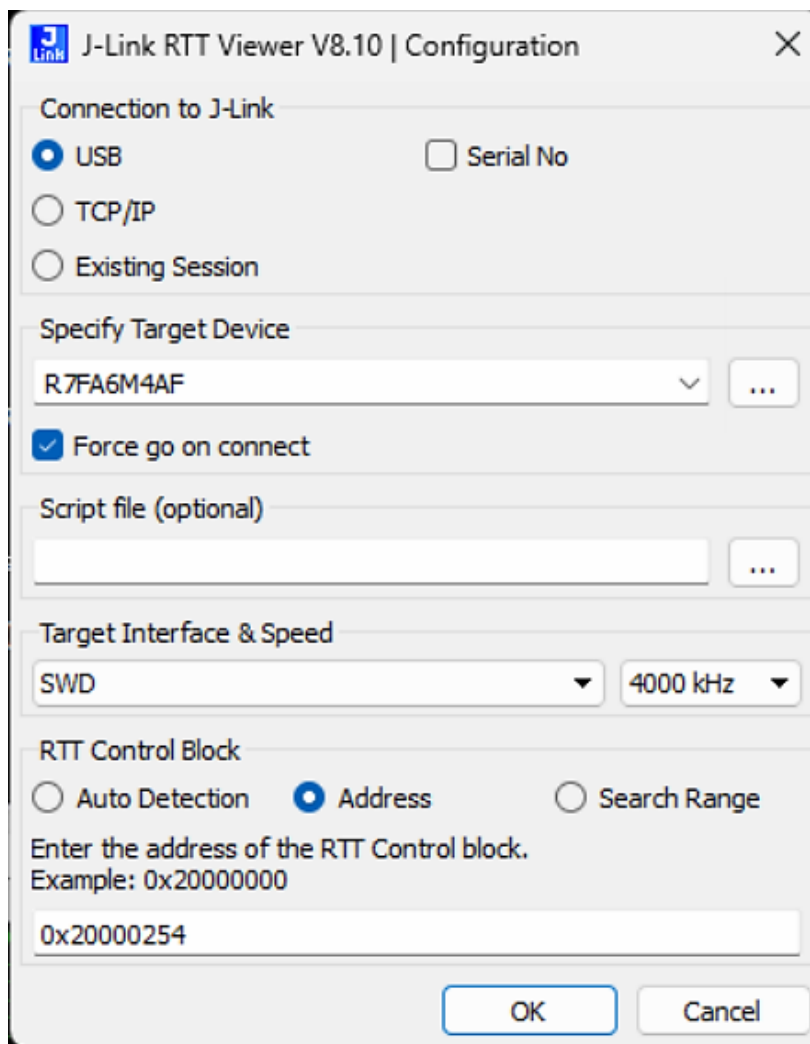 J Link J-Link RTT Viewer V8.10 | Configuration
Connection to J-Link
USB Serial No
TCP/IP
Existing Session
Specify Target Device
R7FA6M4AF ...
Force go on connect
Script file (optional)
...
Target Interface & Speed
SWD 4000 kHz
RTT Control Block
Auto Detection Address Search Range
Enter the address of the RTT Control block.
Example: 0x20000000
0x20000254
OK Cancel